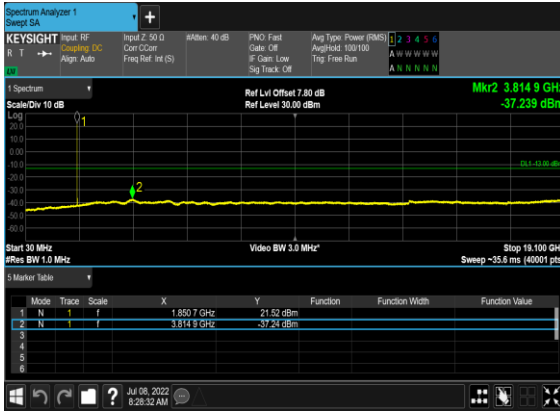 Spectrum Analyzer 1
Swept SA
+
KEYSIGHT Input: RF Input Z: 50 Ω #Atten: 40 dB PNO: Fast Avg Type: Power (RMS) 1 2 3 4 5 6
R T Coupling: DC Corr CCorr Gate: Off Avg|Hold: 100/100 A W W W W W
Align: Auto Freq Ref: Int (S) IF Gain: Low Trig: Free Run
Sig Track: Off A N N N N N
1 Spectrum Ref Lvl Offset 7.80 dB Mkr2 3.814 9 GHz
Scale/Div 10 dB Ref Level 30.00 dBm -37.239 dBm
Log
20.0
10.0
0.00
-10.0
DL1 -13.00 dBm
-20.0
-30.0
-40.0
-50.0
-60.0
1
2
Start 30 MHz Video BW 3.0 MHz* Stop 19.100 GHz
#Res BW 1.0 MHz Sweep ~35.6 ms (40001 pts)
5 Marker Table
Mode Trace Scale X Y Function Function Width Function Value
1 N 1 f 1.850 7 GHz 21.52 dBm
2 N 1 f 3.814 9 GHz -37.24 dBm
3
4
5
6
?
Jul 08, 2022
8:28:32 AM